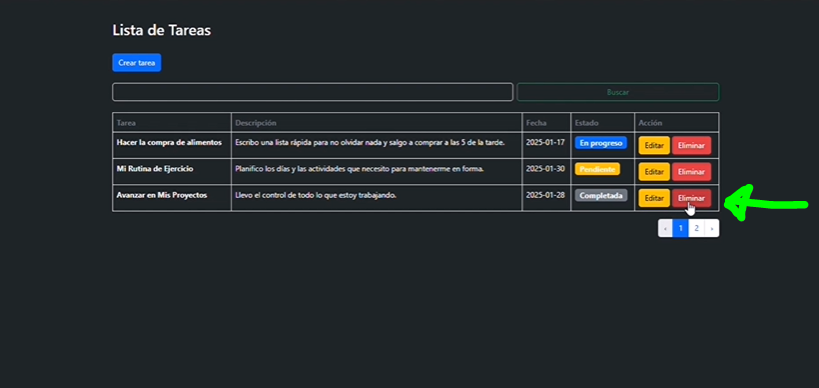 Lista de Tareas
Crear tarea
Buscar
Tarea Descripción Fecha Estado Acción
Hacer la compra de alimentos Escribo una lista rápida para no olvidar nada y salgo a comprar a las 5 de la tarde. 2025-01-17 En progreso Editar Eliminar
Mi Rutina de Ejercicio Planifico los días y las actividades que necesito para mantenerme en forma. 2025-01-30 Pendiente Editar Eliminar
Avanzar en Mis Proyectos Llevo el control de todo lo que estoy trabajando. 2025-01-28 Completada Editar Eliminar
‹ 1 2 ›